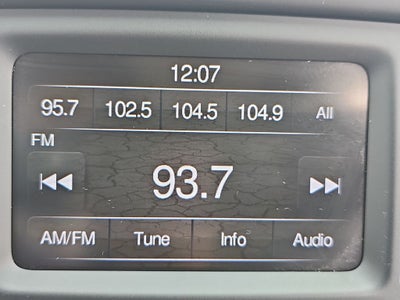 12:07
95.7 102.5 104.5 104.9 All
FM
93.7
AM/FM Tune Info Audio